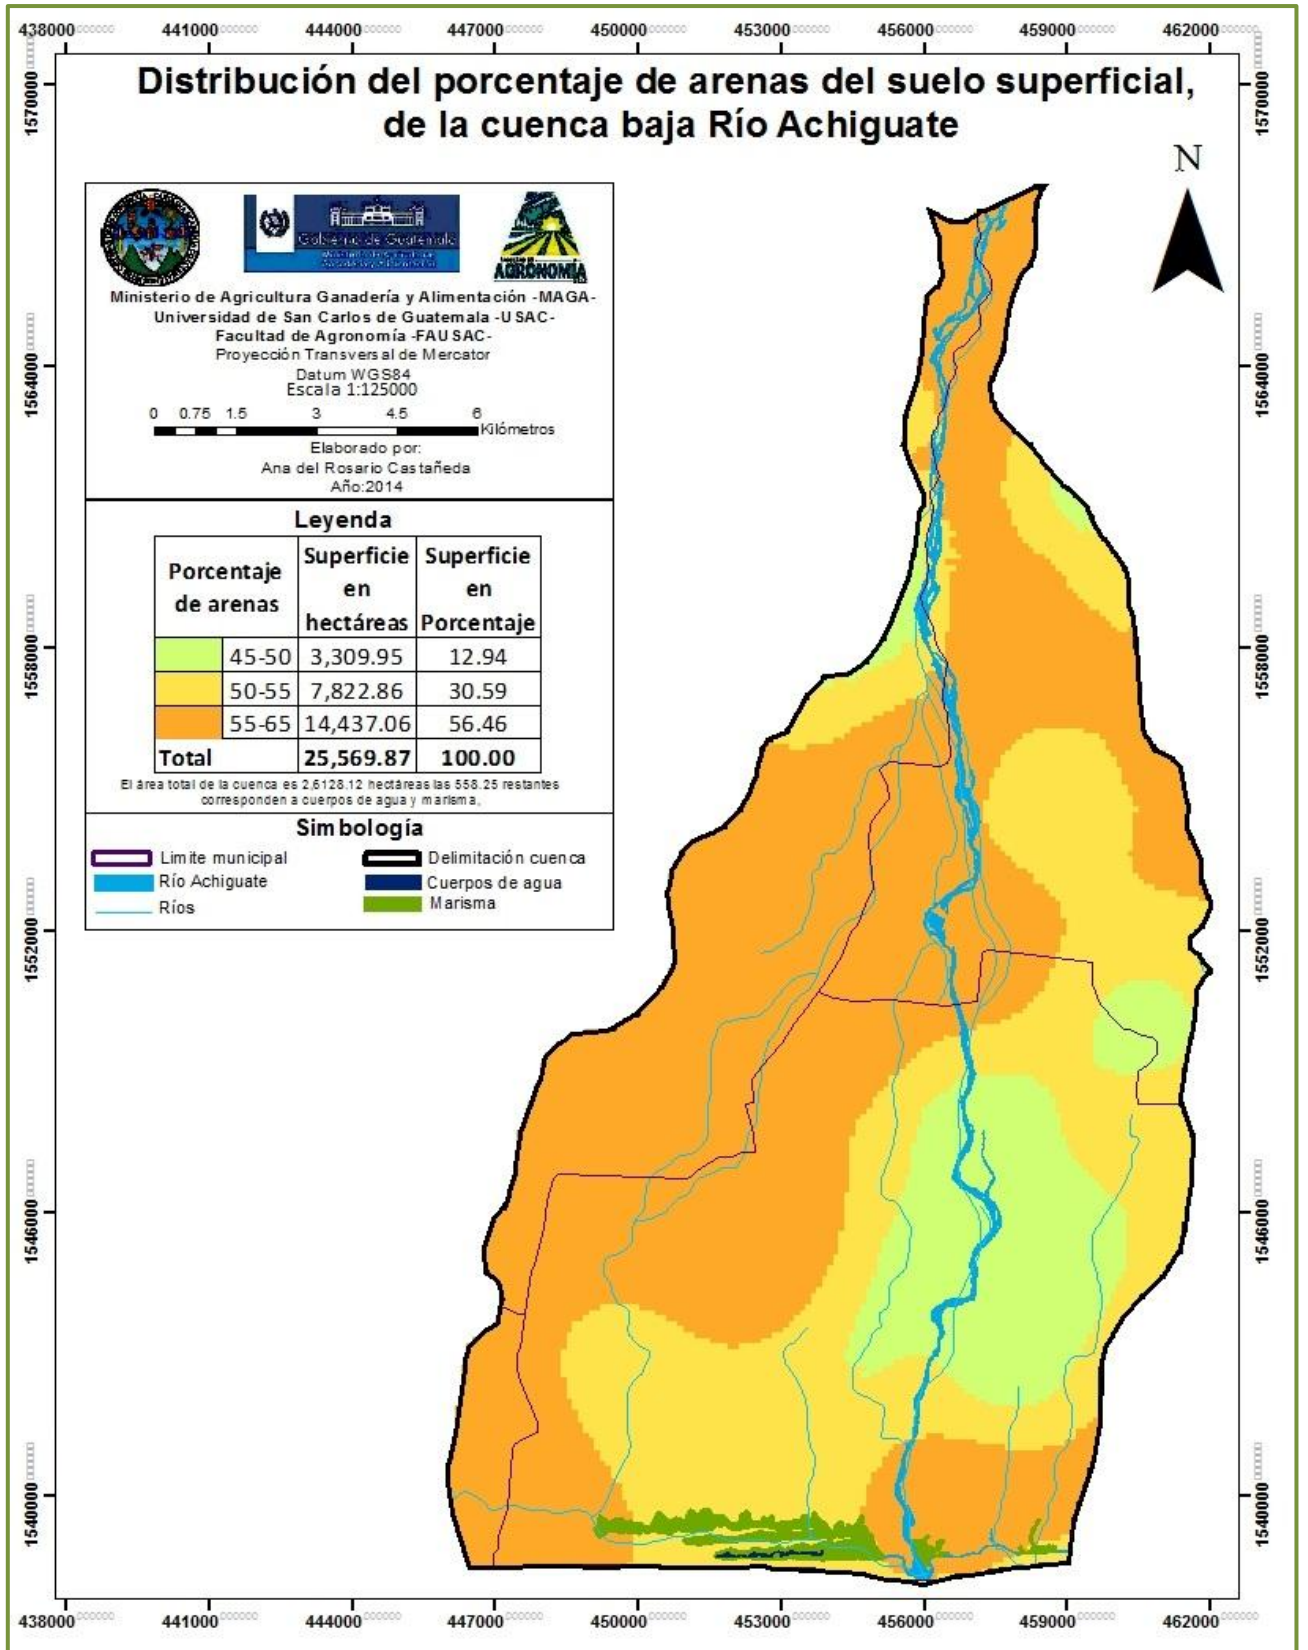 438000 441000 444000 447000 450000 453000 456000 459000 462000
Distribución del porcentaje de arenas del suelo superficial,
de la cuenca baja Río Achiguate
N
Gobierno de Guatemala
AGRONOMÍA
Ministerio de Agricultura Ganadería y Alimentación -MAGA-
Universidad de San Carlos de Guatemala -USAC-
Facultad de Agronomía -FAUSAC-
Proyección Transversal de Mercator
Datum WGS84
Escala 1:125000
0 0.75 1.5 3 4.5 6
Kilómetros
Elaborado por:
Ana del Rosario Castañeda
Año:2014
Leyenda
Porcentaje de arenas Superficie en hectáreas Superficie en Porcentaje
45-50 3,309.95 12.94
50-55 7,822.86 30.59
55-65 14,437.06 56.46
Total 25,569.87 100.00
El área total de la cuenca es 2,6128.12 hectáreas las 558.25 restantes
corresponden a cuerpos de agua y marisma,
Simbología
Limite municipal Delimitación cuenca
Río Achiguate Cuerpos de agua
Ríos Marisma
1570000
1564000
1558000
1552000
1546000
1540000
1570000
1564000
1558000
1552000
1546000
1540000
438000 441000 444000 447000 450000 453000 456000 459000 462000